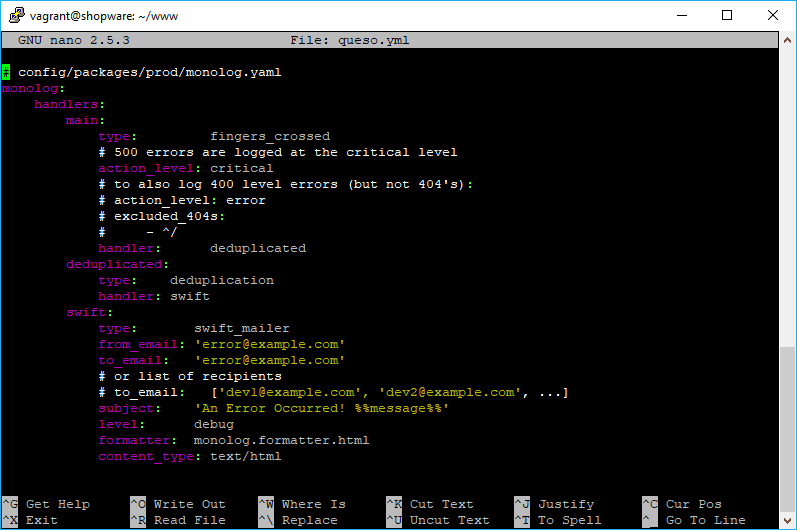 vagrant@shopware: ~/www
GNU nano 2.5.3 File: queso.yml
# config/packages/prod/monolog.yaml
monolog:
    handlers:
        main:
            type:         fingers_crossed
            # 500 errors are logged at the critical level
            action_level: critical
            # to also log 400 level errors (but not 404's):
            # action_level: error
            # excluded_404s:
            #     - ^/
            handler:      deduplicated
        deduplicated:
            type:    deduplication
            handler: swift
        swift:
            type:       swift_mailer
            from_email: 'error@example.com'
            to_email:   'error@example.com'
            # or list of recipients
            # to_email:   ['dev1@example.com', 'dev2@example.com', ...]
            subject:    'An Error Occurred! %%message%%'
            level:      debug
            formatter:  monolog.formatter.html
            content_type: text/html
^G Get Help ^O Write Out ^W Where Is ^K Cut Text ^J Justify ^C Cur Pos
^X Exit ^R Read File ^\ Replace ^U Uncut Text ^T To Spell ^_ Go To Line